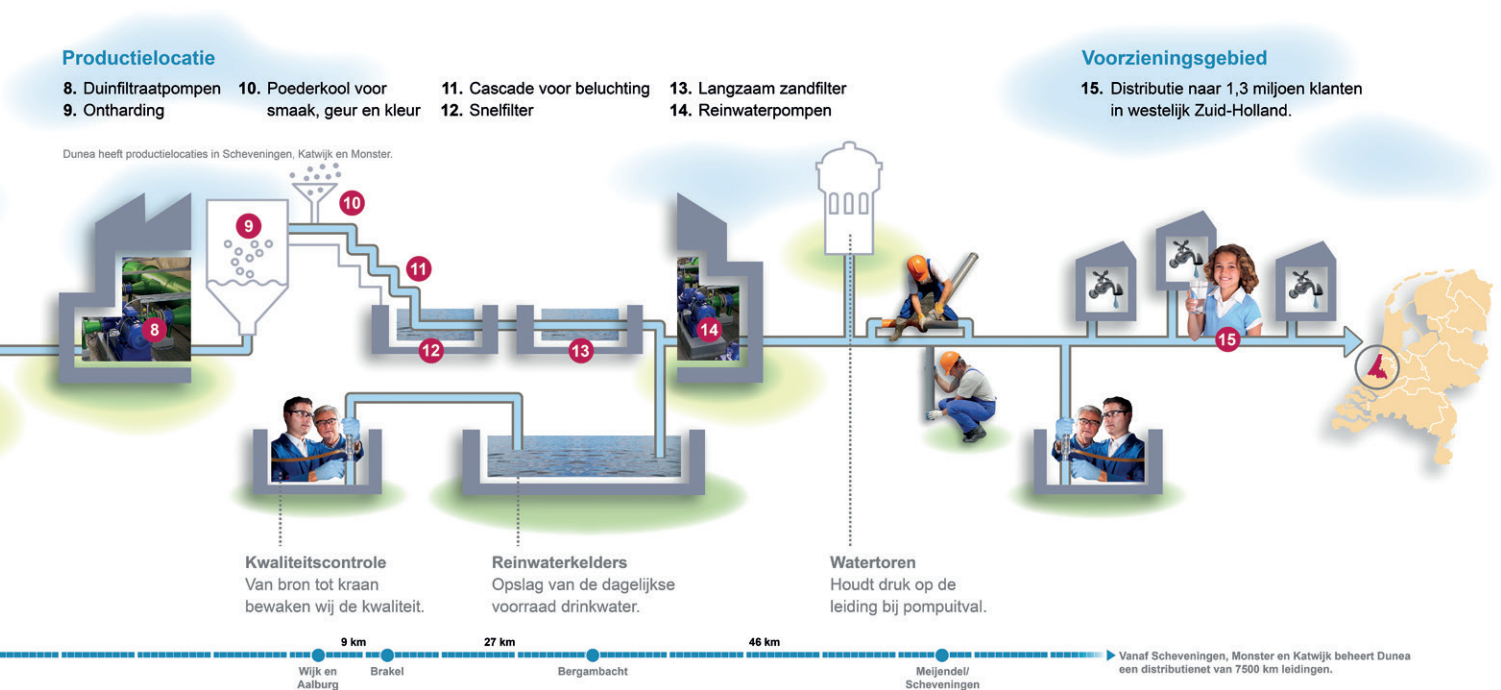 Productielocatie
8. Duinfiltraatpompen
9. Ontharding
10. Poederkool voor
smaak, geur en kleur
11. Cascade voor beluchting
12. Snelfilter
13. Langzaam zandfilter
14. Reinwaterpompen
Dunea heeft productielocaties in Scheveningen, Katwijk en Monster.
Voorzieningsgebied
15. Distributie naar 1,3 miljoen klanten
in westelijk Zuid-Holland.
8
9
10
11
12
13
14
15
Kwaliteitscontrole
Van bron tot kraan
bewaken wij de kwaliteit.
Reinwaterkelders
Opslag van de dagelijkse
voorraad drinkwater.
Watertoren
Houdt druk op de
leiding bij pompuitval.
9 km
27 km
46 km
Wijk en
Aalburg
Brakel
Bergambacht
Meijendel/
Scheveningen
Vanaf Scheveningen, Monster en Katwijk beheert Dunea
een distributienet van 7500 km leidingen.